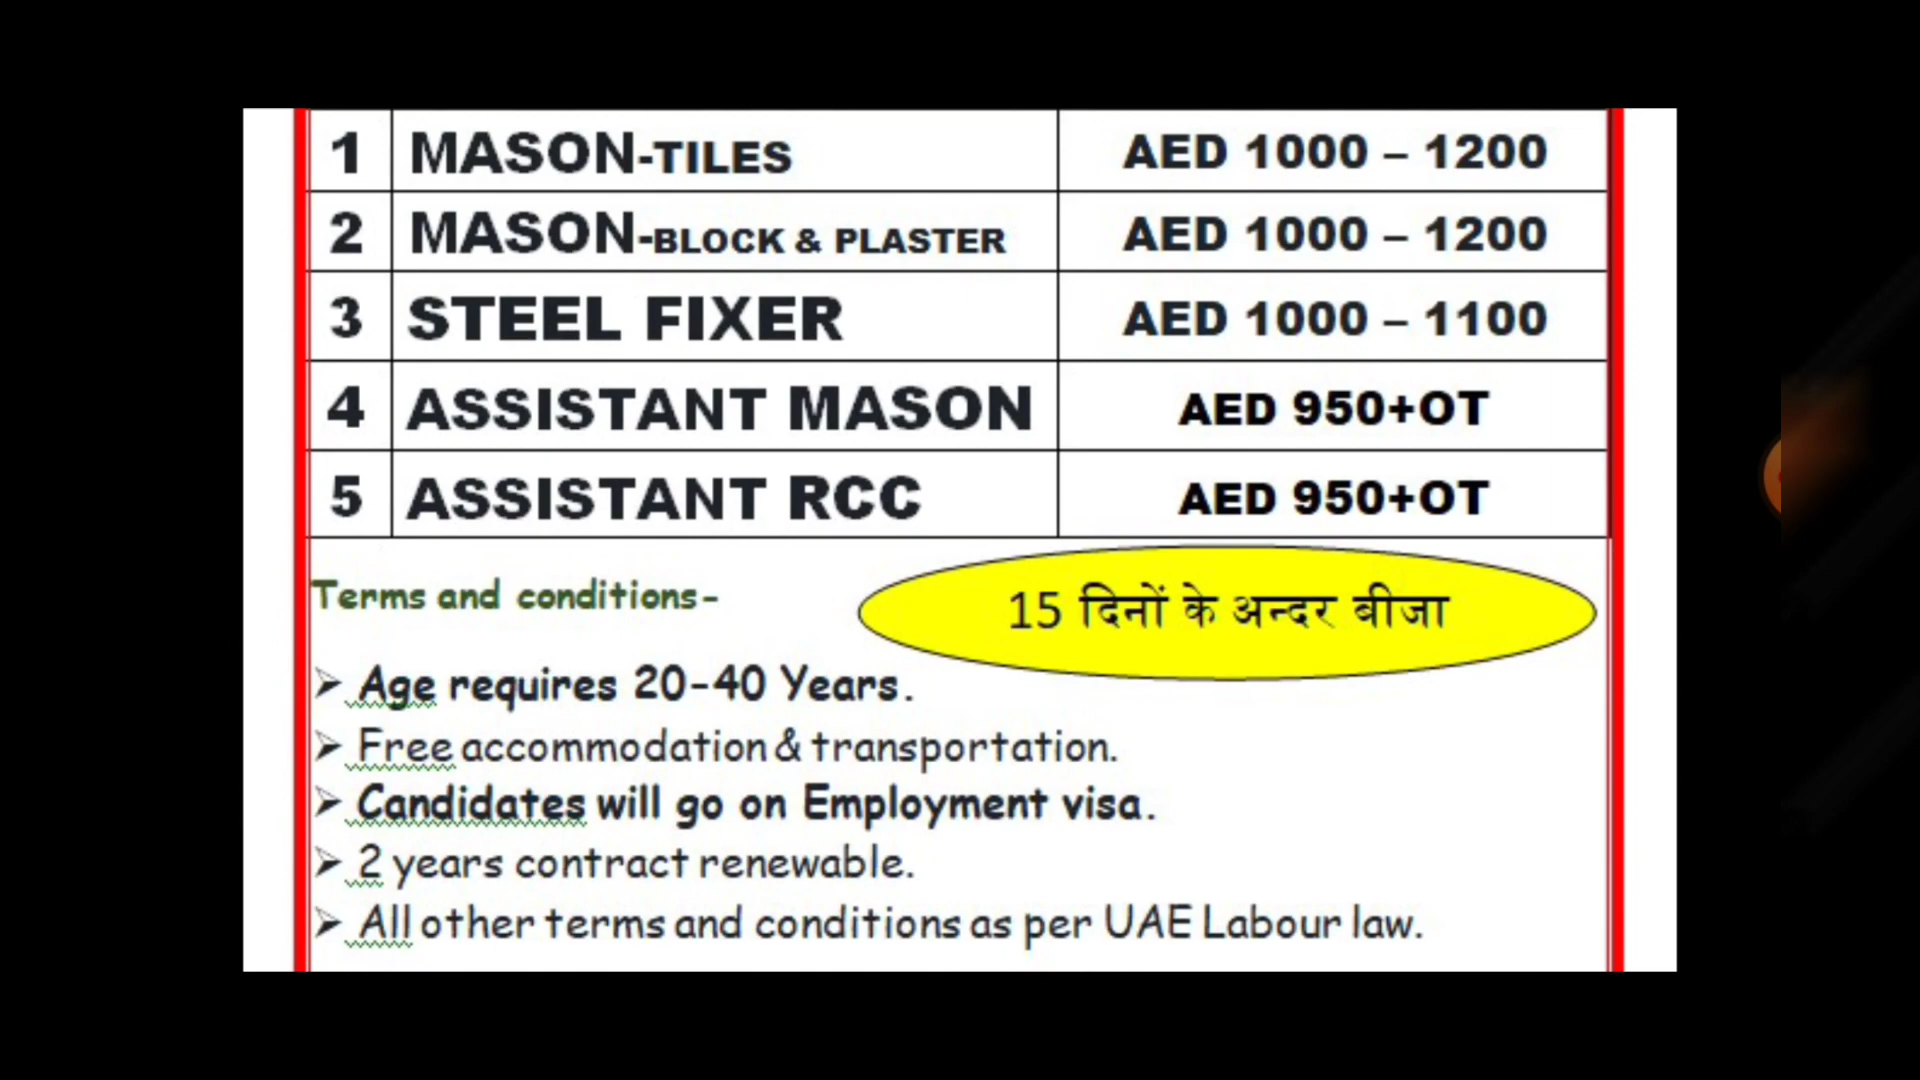 1 MASON-TILES AED 1000 – 1200
2 MASON-BLOCK & PLASTER AED 1000 – 1200
3 STEEL FIXER AED 1000 – 1100
4 ASSISTANT MASON AED 950+OT
5 ASSISTANT RCC AED 950+OT
Terms and conditions-
15 दिनों के अन्दर बीजा
➢ Age requires 20-40 Years.
➢ Free accommodation & transportation.
➢ Candidates will go on Employment visa.
➢ 2 years contract renewable.
➢ All other terms and conditions as per UAE Labour law.